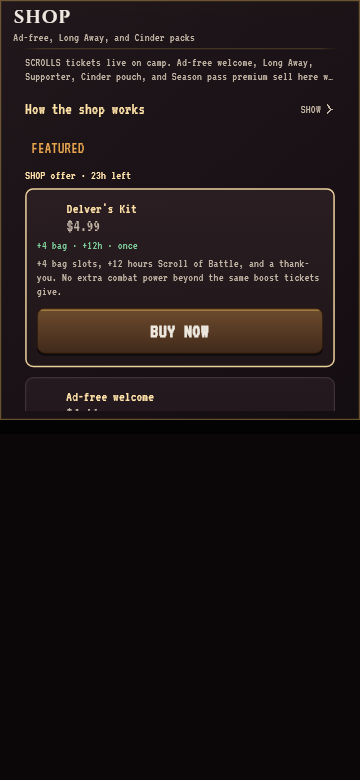 SHOP
Ad-free, Long Away, and Cinder packs
SCROLLS tickets live on camp. Ad-free welcome, Long Away,
Supporter, Cinder pouch, and Season pass premium sell here w…
How the shop works
SHOW
FEATURED
SHOP offer · 23h left
Delver's Kit
$4.99
+4 bag · +12h · once
+4 bag slots, +12 hours Scroll of Battle, and a thank-
you. No extra combat power beyond the same boost tickets
give.
BUY NOW
Ad-free welcome